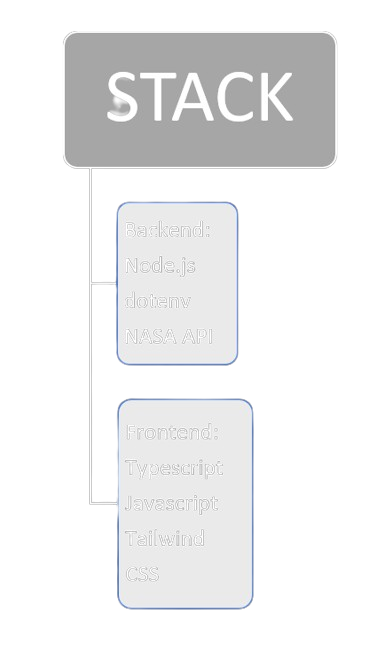 STACK
Backend:
Node.js
dotenv
NASA API
Frontend:
Typescript
Javascript
Tailwind
CSS